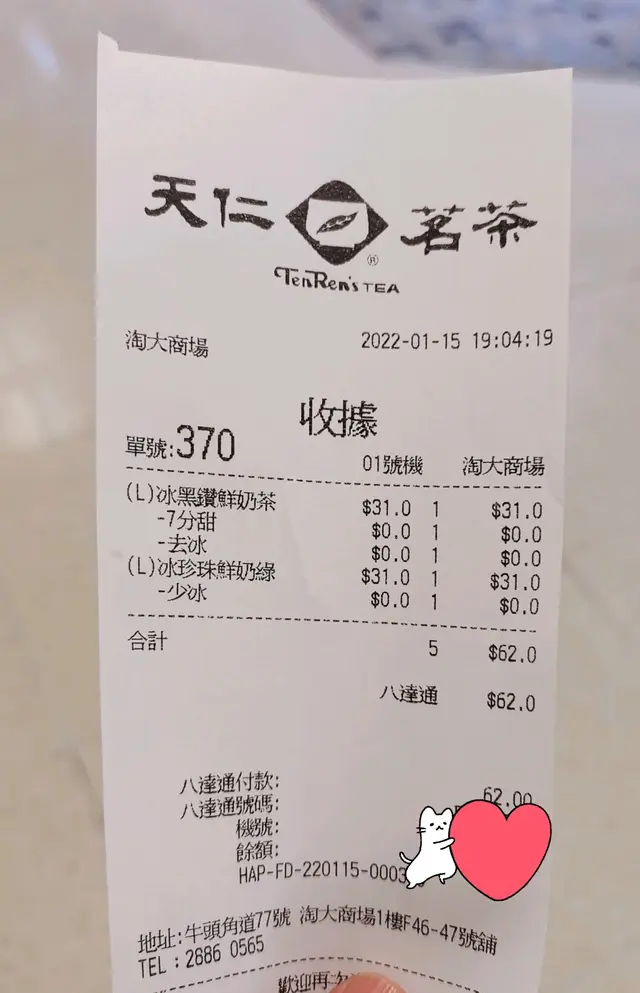 天仁茗茶
®
TenRen's TEA
淘大商場 2022-01-15 19:04:19
收據
單號:370 01號機 淘大商場
(L)冰黑鑽鮮奶茶 $31.0 1 $31.0
-7分甜 $0.0 1 $0.0
-去冰 $0.0 1 $0.0
(L)冰珍珠鮮奶綠 $31.0 1 $31.0
-少冰 $0.0 1 $0.0
合計 5 $62.0
八達通 $62.0
八達通付款: 62.00
八達通號碼:
機號:
餘額:
HAP-FD-220115-0003
地址:牛頭角道77號 淘大商場1樓F46-47號舖
TEL:2886 0565
歡迎再次